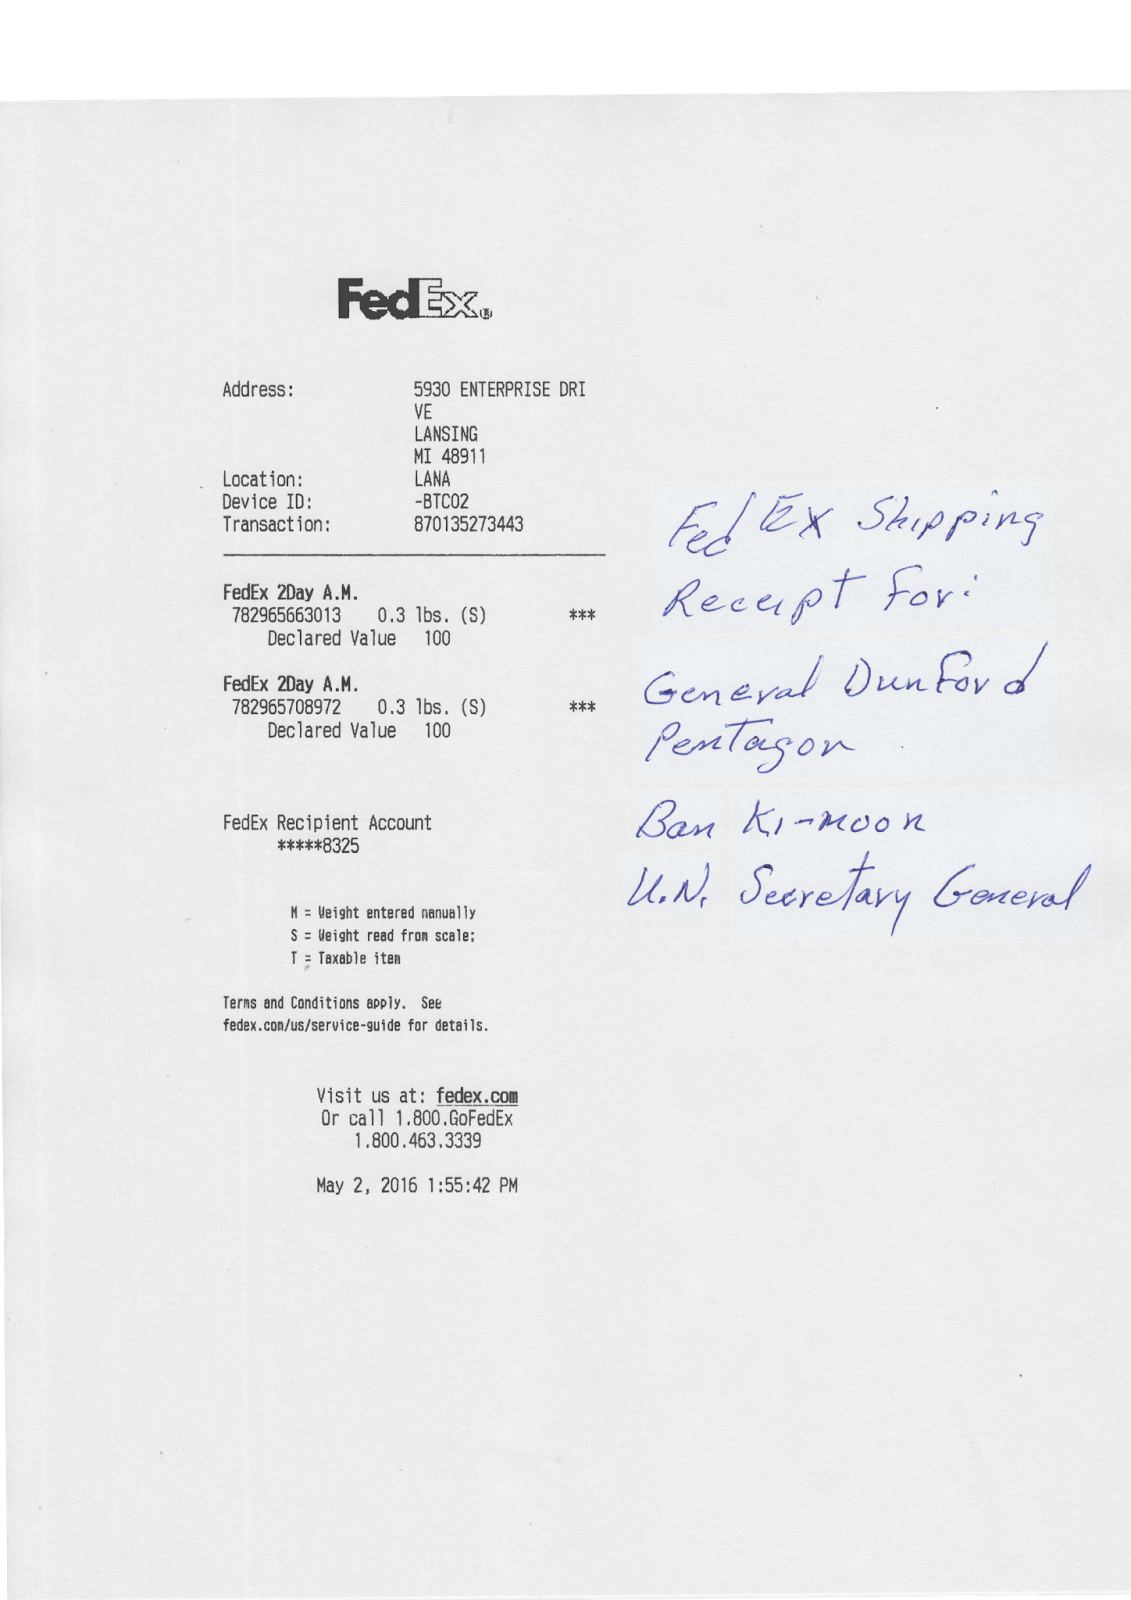 FedEx®
Address: 5930 ENTERPRISE DRI
VE
LANSING
MI 48911
Location: LANA
Device ID: -BTC02
Transaction: 870135273443
FedEx 2Day A.M.
782965663013 0.3 lbs. (S) ***
Declared Value 100
FedEx 2Day A.M.
782965708972 0.3 lbs. (S) ***
Declared Value 100
FedEx Recipient Account
*****8325
M = Weight entered manually
S = Weight read from scale;
T = Taxable item
Terms and Conditions apply. See
fedex.com/us/service-guide for details.
Visit us at: fedex.com
Or call 1.800.GoFedEx
1.800.463.3339
May 2, 2016 1:55:42 PM
FedEx Shipping
Receipt For:
General Dunford
Pentagon
Ban Ki-moon
U.N. Secretary General